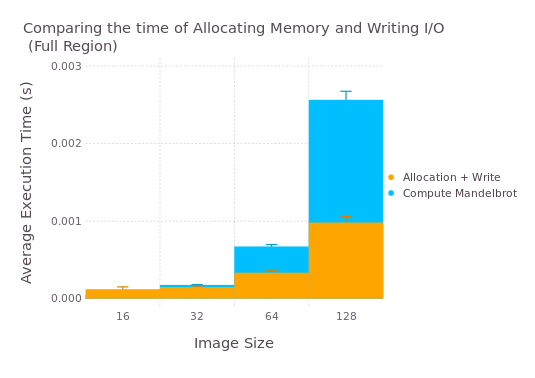 Comparing the time of Allocating Memory and Writing I/O
(Full Region)
Average Execution Time (s)
0.003
0.002
0.001
0.000
16
32
64
128
Image Size
Allocation + Write
Compute Mandelbrot